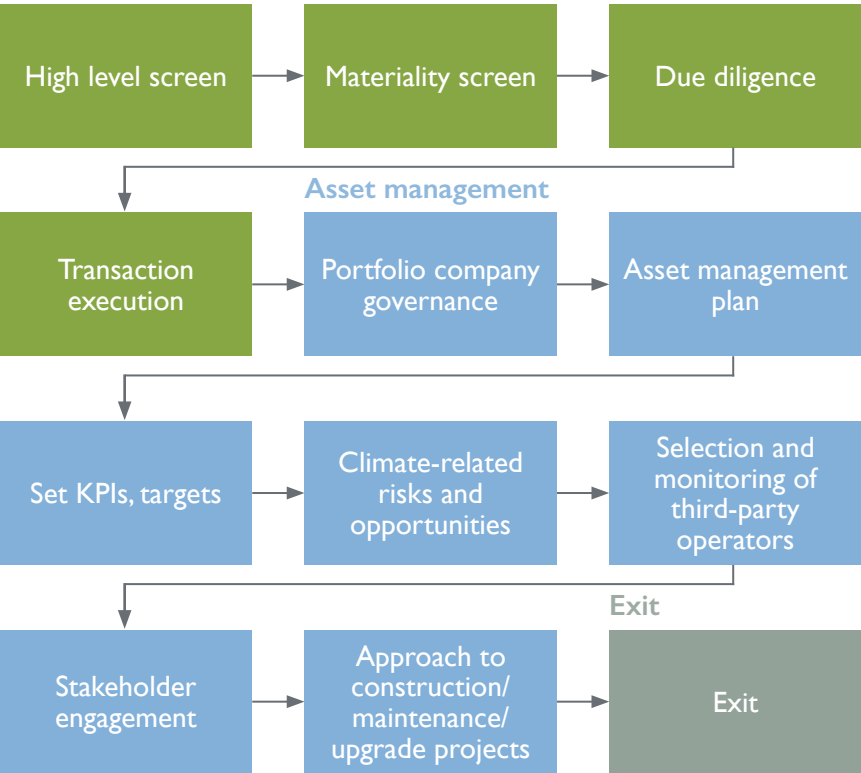 High level screen
Materiality screen
Due diligence
Asset management
Transaction
execution
Portfolio company
governance
Asset management
plan
Set KPIs, targets
Climate-related
risks and
opportunities
Selection and
monitoring of
third-party
operators
Exit
Stakeholder
engagement
Approach to
construction/
maintenance/
upgrade projects
Exit